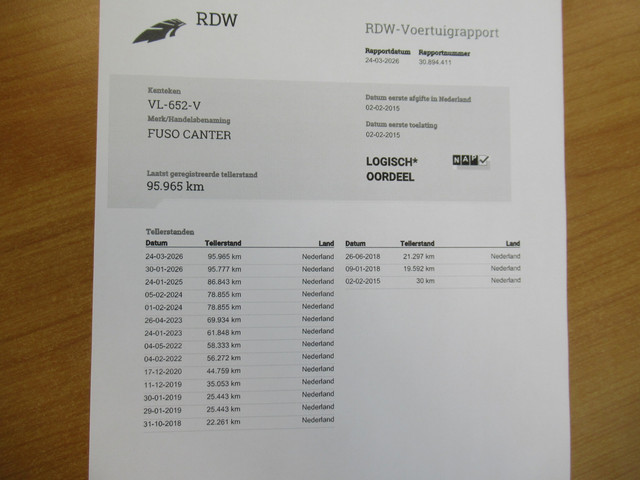 RDW
RDW-Voertuigrapport
Rapportdatum Rapportnummer
24-03-2026 30.894.411
Kenteken
VL-652-V
Merk/Handelsbenaming
FUSO CANTER
Datum eerste afgifte in Nederland
02-02-2015
Datum eerste toelating
02-02-2015
LOGISCH*
OORDEEL
NAP
Laatst geregistreerde tellerstand
95.965 km
Tellerstanden
Datum Tellerstand Land
24-03-2026 95.965 km Nederland
30-01-2026 95.777 km Nederland
24-01-2025 86.843 km Nederland
05-02-2024 78.855 km Nederland
01-02-2024 78.855 km Nederland
26-04-2023 69.934 km Nederland
24-01-2023 61.848 km Nederland
04-05-2022 58.333 km Nederland
04-02-2022 56.272 km Nederland
17-12-2020 44.759 km Nederland
11-12-2019 35.053 km Nederland
30-01-2019 25.443 km Nederland
29-01-2019 25.443 km Nederland
31-10-2018 22.261 km Nederland
Datum Tellerstand Land
26-06-2018 21.297 km Nederland
09-01-2018 19.592 km Nederland
02-02-2015 30 km Nederland